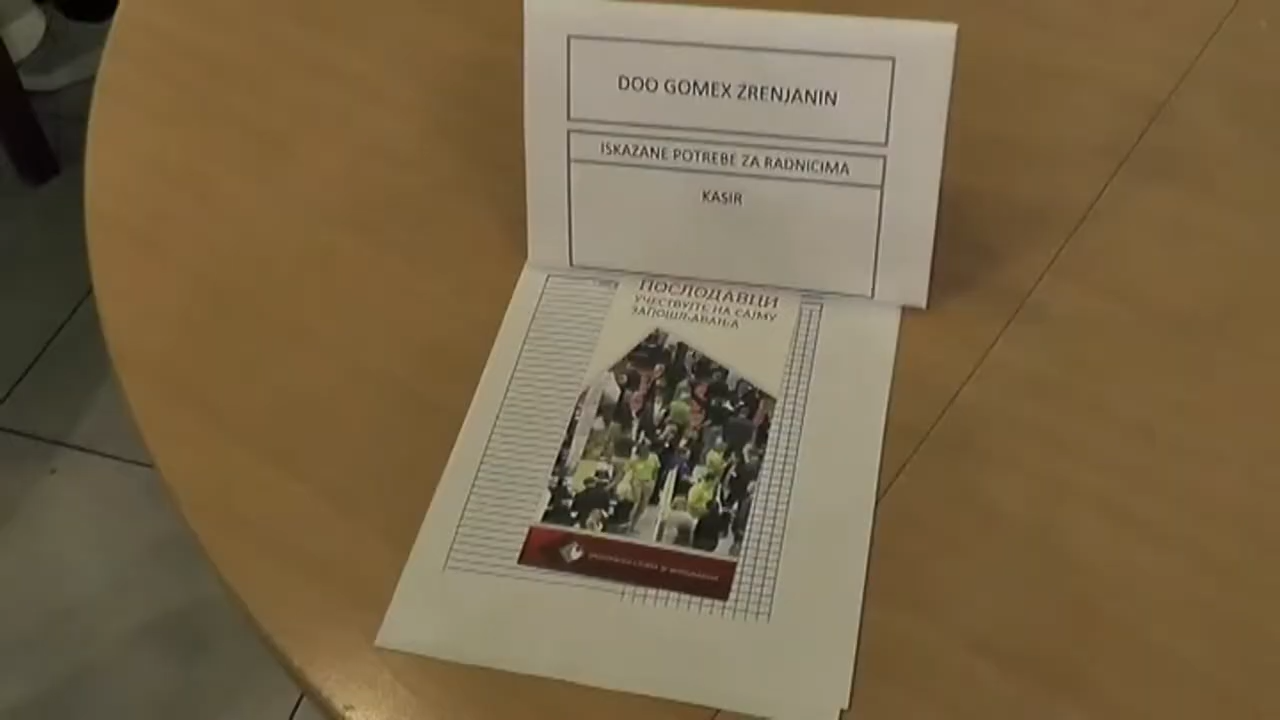 DOO GOMEX ZRENJANIN
ISKAZANE POTREBE ZA RADNICIMA
KASIR
ПОСЛОДАВЦИ
УЧЕСТВУЈТЕ НА САЈМУ
ЗАПОШЉАВАЊА